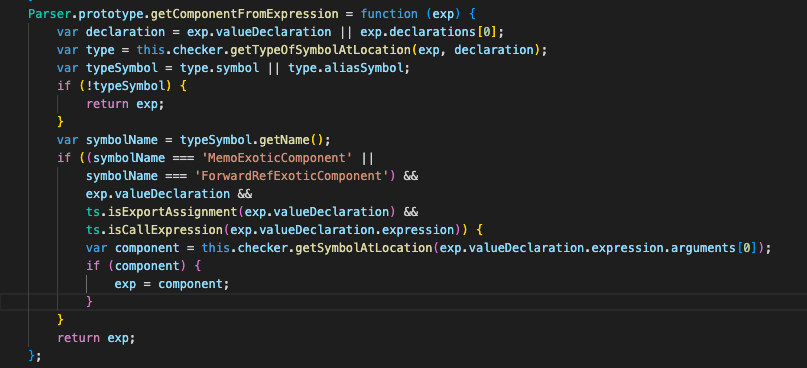 Parser.prototype.getComponentFromExpression = function (exp) {
    var declaration = exp.valueDeclaration || exp.declarations[0];
    var type = this.checker.getTypeOfSymbolAtLocation(exp, declaration);
    var typeSymbol = type.symbol || type.aliasSymbol;
    if (!typeSymbol) {
        return exp;
    }
    var symbolName = typeSymbol.getName();
    if ((symbolName === 'MemoExoticComponent' ||
        symbolName === 'ForwardRefExoticComponent') &&
        exp.valueDeclaration &&
        ts.isExportAssignment(exp.valueDeclaration) &&
        ts.isCallExpression(exp.valueDeclaration.expression)) {
        var component = this.checker.getSymbolAtLocation(exp.valueDeclaration.expression.arguments[0]);
        if (component) {
            exp = component;
        }
    }
    return exp;
};